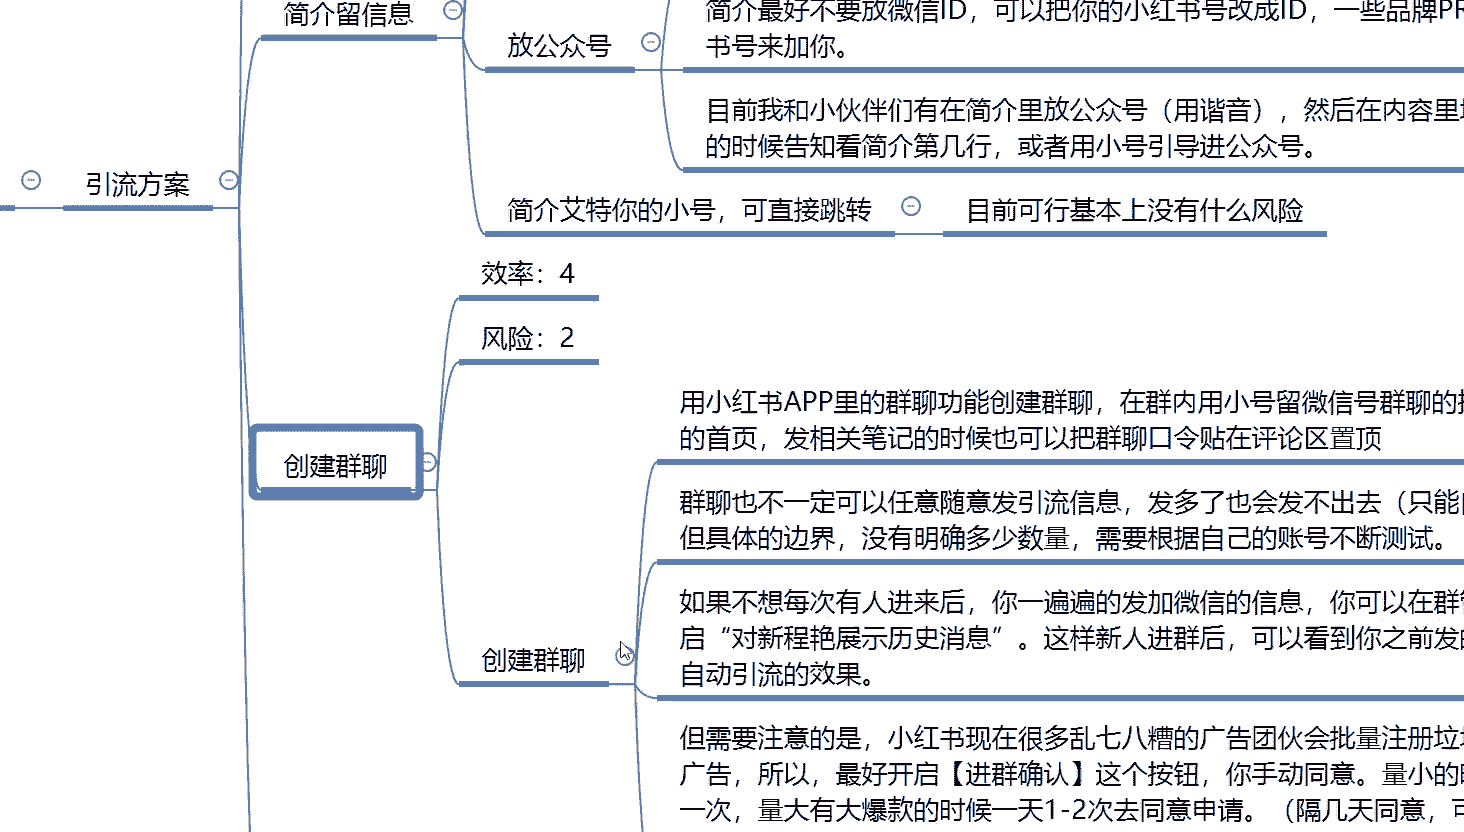 简介留信息
简介最好不要放微信ID，可以把你的小红书号改成ID，一些品牌PR
书号来加你。
放公众号
目前我和小伙伴们有在简介里放公众号（用谐音），然后在内容里
的时候告知看简介第几行，或者用小号引导进公众号。
引流方案
简介艾特你的小号，可直接跳转
目前可行基本上没有什么风险
效率：4
风险：2
创建群聊
用小红书APP里的群聊功能创建群聊，在群内用小号留微信号群聊的
的首页，发相关笔记的时候也可以把群聊口令贴在评论区置顶
群聊也不一定可以任意随意发引流信息，发多了也会发不出去（只能
但具体的边界，没有明确多少数量，需要根据自己的账号不断测试。
创建群聊
如果不想每次有人进来后，你一遍遍的发加微信的信息，你可以在群
启“对新程艳展示历史消息”。这样新人进群后，可以看到你之前发
自动引流的效果。
但需要注意的是，小红书现在很多乱七八糟的广告团伙会批量注册垃
广告，所以，最好开启【进群确认】这个按钮，你手动同意。量小的
一次，量大有大爆款的时候一天1-2次去同意申请。（隔几天同意，